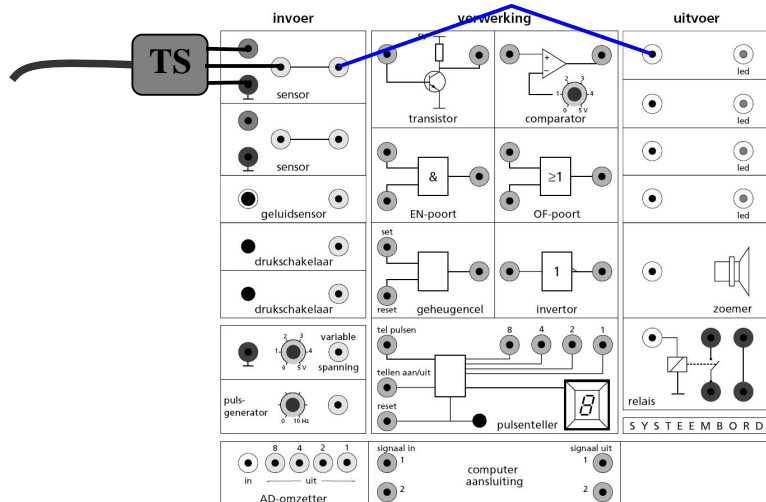 invoer
verwerking
uitvoer
TS
sensor
transistor
+
-
2 3
1 4
0 5 V
comparator
led
led
sensor
&
EN-poort
≥1
OF-poort
led
led
geluidsensor
drukschakelaar
drukschakelaar
set
reset
geheugencel
1
invertor
zoemer
variable
spanning
2 3
1 4
0 5 V
puls-
generator
0 10 Hz
tel pulsen
8 4 2 1
tellen aan/uit
reset
8
pulsenteller
relais
SYSTEEMBORD
8 4 2 1
in
uit
AD-omzetter
signaal in
1
2
computer
aansluiting
signaal uit
1
2